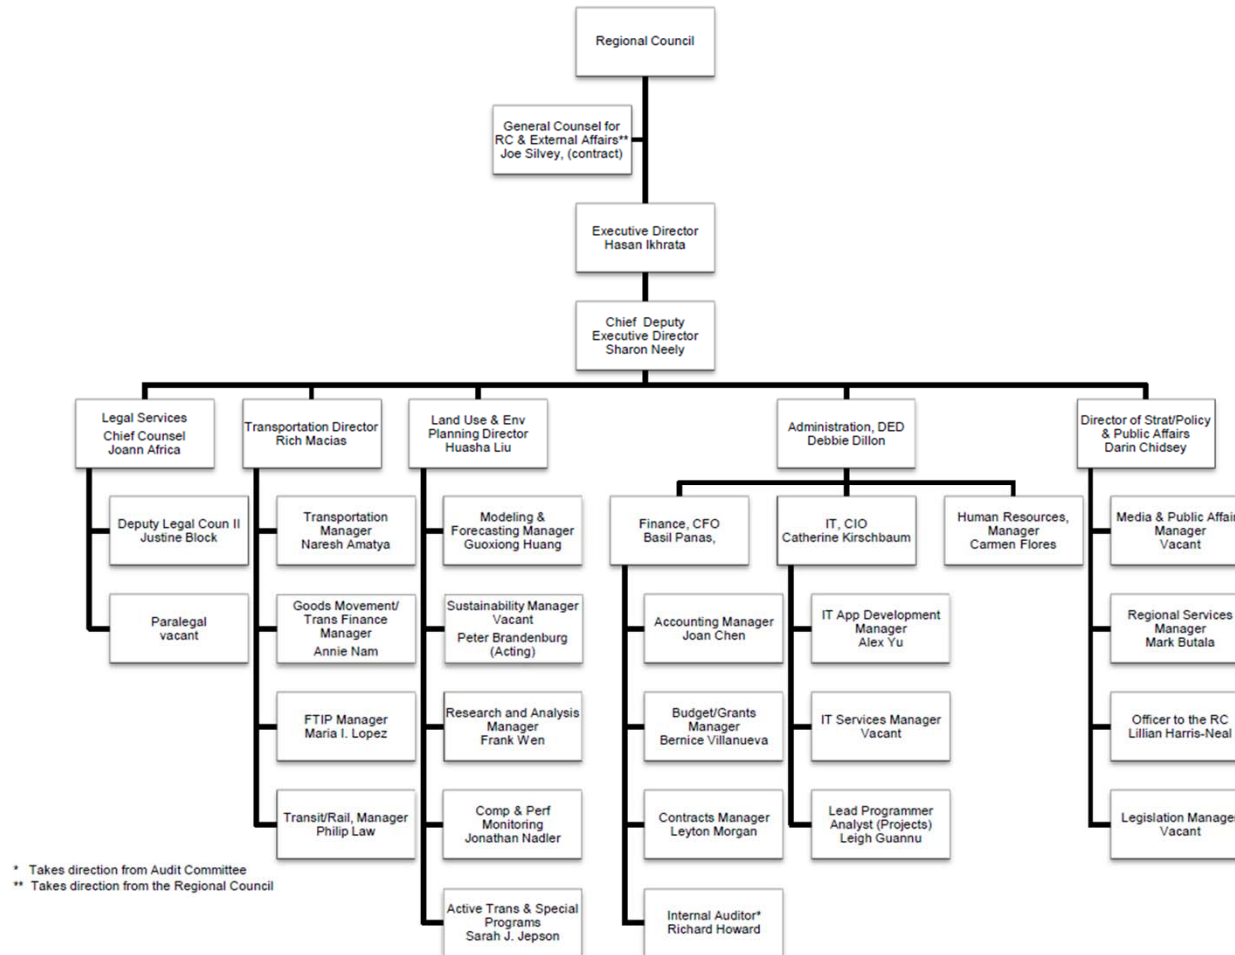 Regional Council
General Counsel for
RC & External Affairs**
Joe Silvey, (contract)
Executive Director
Hasan Ikhrata
Chief Deputy
Executive Director
Sharon Neely
Legal Services
Chief Counsel
Joann Africa
Transportation Director
Rich Macias
Land Use & Env
Planning Director
Huasha Liu
Administration, DED
Debbie Dillon
Director of Strat/Policy
& Public Affairs
Darin Chidsey
Deputy Legal Coun II
Justine Block
Transportation
Manager
Naresh Amatya
Modeling &
Forecasting Manager
Guoxiong Huang
Finance, CFO
Basil Panas,
IT, CIO
Catherine Kirschbaum
Human Resources,
Manager
Carmen Flores
Media & Public Affair
Manager
Vacant
Paralegal
vacant
Goods Movement/
Trans Finance
Manager
Annie Nam
Sustainability Manager
Vacant
Peter Brandenburg
(Acting)
Accounting Manager
Joan Chen
IT App Development
Manager
Alex Yu
Regional Services
Manager
Mark Butala
FTIP Manager
Maria I. Lopez
Research and Analysis
Manager
Frank Wen
Budget/Grants
Manager
Bernice Villanueva
IT Services Manager
Vacant
Officer to the RC
Lillian Harris-Neal
Transit/Rail, Manager
Philip Law
Comp & Perf
Monitoring
Jonathan Nadler
Contracts Manager
Leyton Morgan
Lead Programmer
Analyst (Projects)
Leigh Guannu
Legislation Manager
Vacant
* Takes direction from Audit Committee
** Takes direction from the Regional Council
Active Trans & Special
Programs
Sarah J. Jepson
Internal Auditor*
Richard Howard